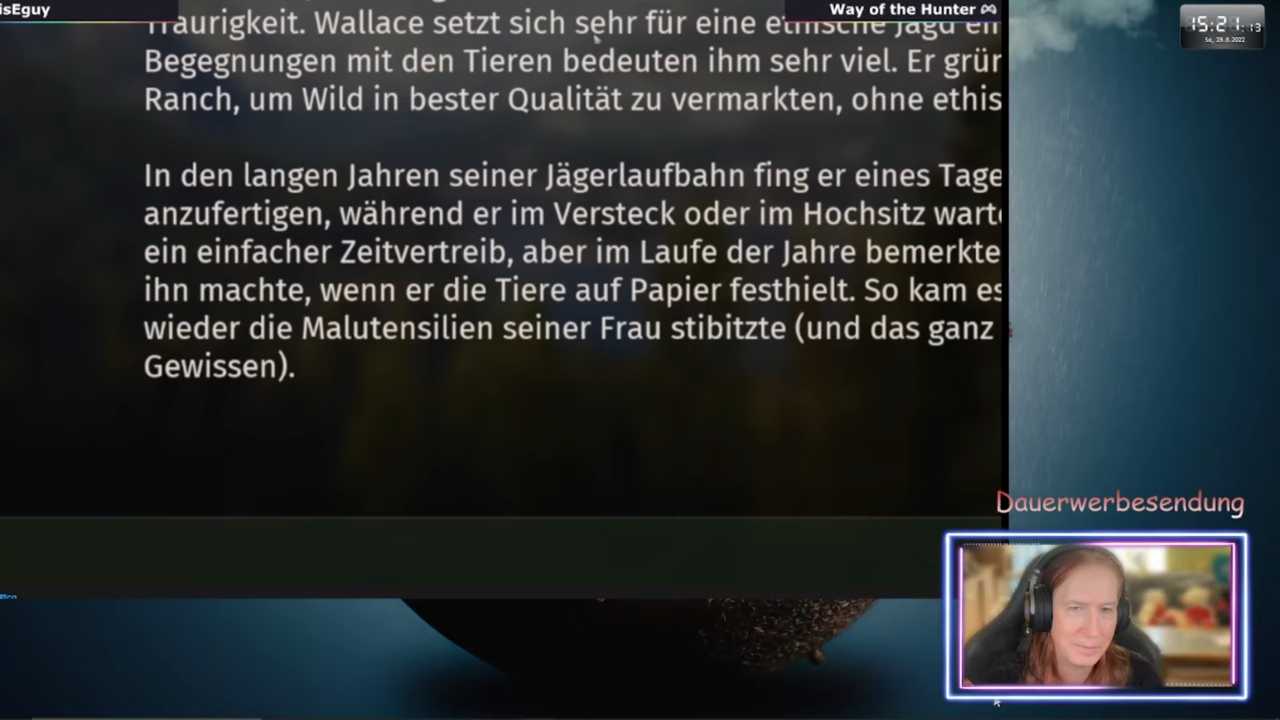 isEguy
Way of the Hunter
15:21:13
Traurigkeit. Wallace setzt sich sehr für eine ethische Jagd ein
Begegnungen mit den Tieren bedeuten ihm sehr viel. Er grün
Ranch, um Wild in bester Qualität zu vermarkten, ohne ethis
In den langen Jahren seiner Jägerlaufbahn fing er eines Tage
anzufertigen, während er im Versteck oder im Hochsitz warte
ein einfacher Zeitvertreib, aber im Laufe der Jahre bemerkte
ihn machte, wenn er die Tiere auf Papier festhielt. So kam es
wieder die Malutensilien seiner Frau stibitzte (und das ganz
Gewissen).
Dauerwerbesendung